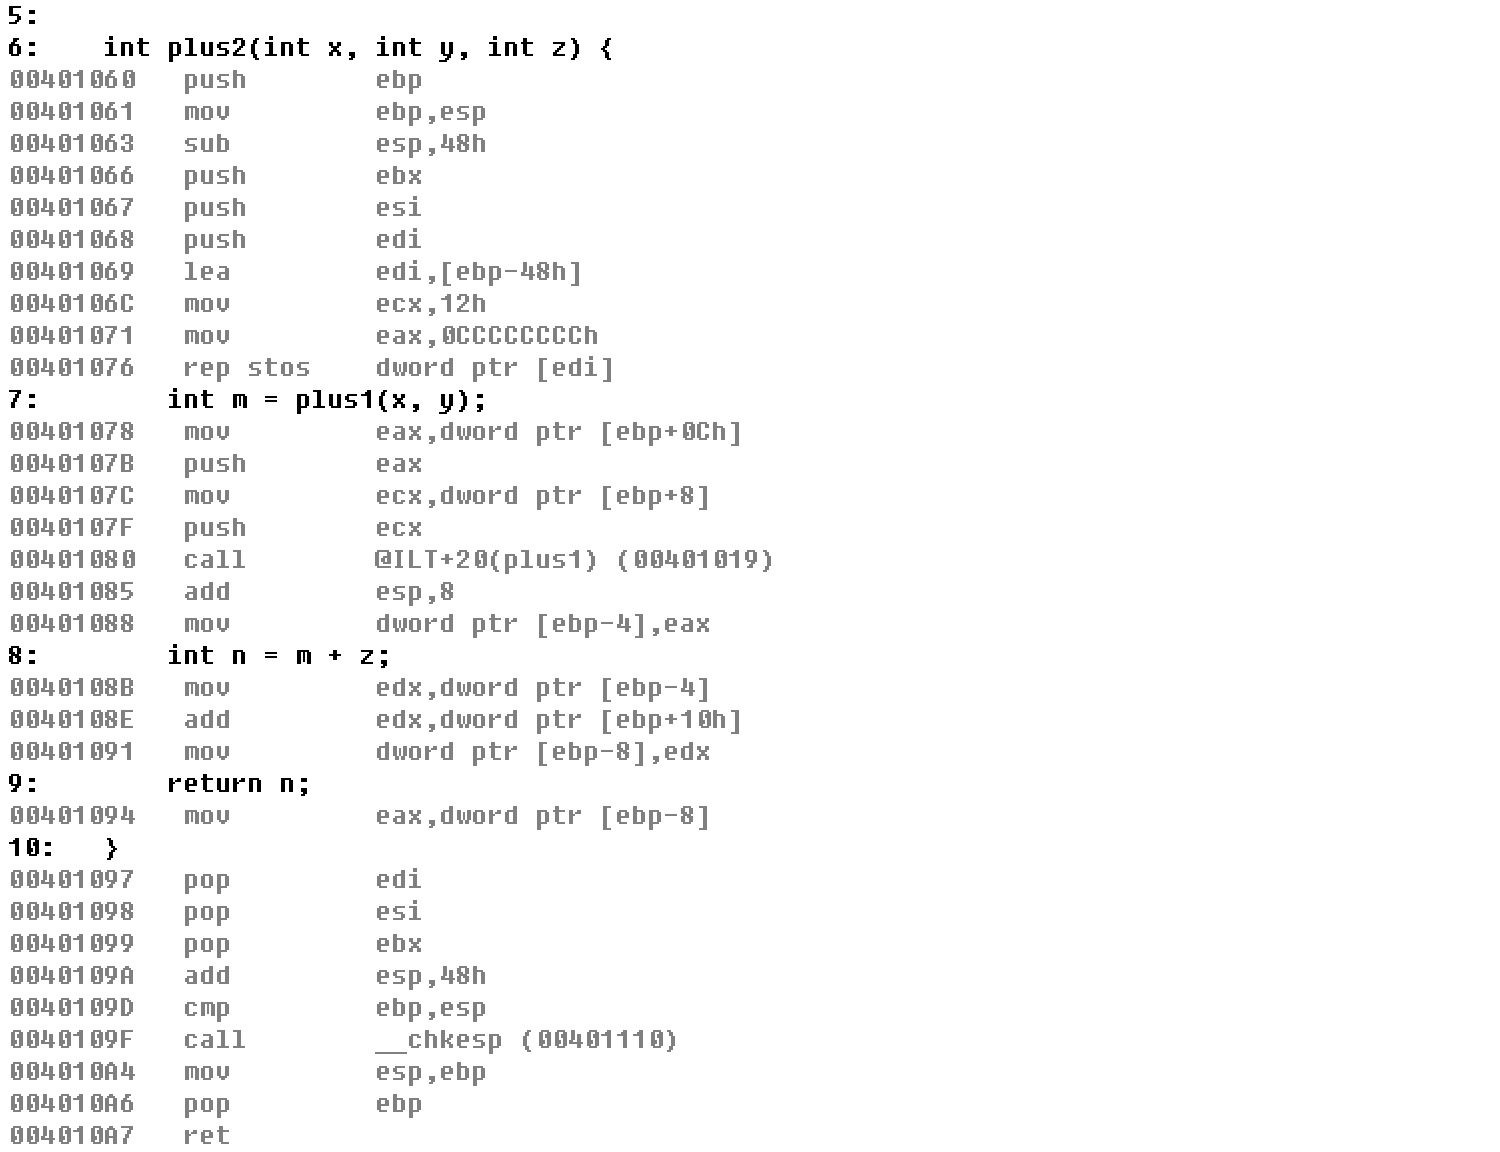 5:
6:    int plus2(int x, int y, int z) {
00401060   push        ebp
00401061   mov         ebp,esp
00401063   sub         esp,48h
00401066   push        ebx
00401067   push        esi
00401068   push        edi
00401069   lea         edi,[ebp-48h]
0040106C   mov         ecx,12h
00401071   mov         eax,0CCCCCCCCh
00401076   rep stos    dword ptr [edi]
7:        int m = plus1(x, y);
00401078   mov         eax,dword ptr [ebp+0Ch]
0040107B   push        eax
0040107C   mov         ecx,dword ptr [ebp+8]
0040107F   push        ecx
00401080   call        @ILT+20(plus1) (00401019)
00401085   add         esp,8
00401088   mov         dword ptr [ebp-4],eax
8:        int n = m + z;
0040108B   mov         edx,dword ptr [ebp-4]
0040108E   add         edx,dword ptr [ebp+10h]
00401091   mov         dword ptr [ebp-8],edx
9:        return n;
00401094   mov         eax,dword ptr [ebp-8]
10:   }
00401097   pop         edi
00401098   pop         esi
00401099   pop         ebx
0040109A   add         esp,48h
0040109D   cmp         ebp,esp
0040109F   call        __chkesp (00401110)
004010A4   mov         esp,ebp
004010A6   pop         ebp
004010A7   ret